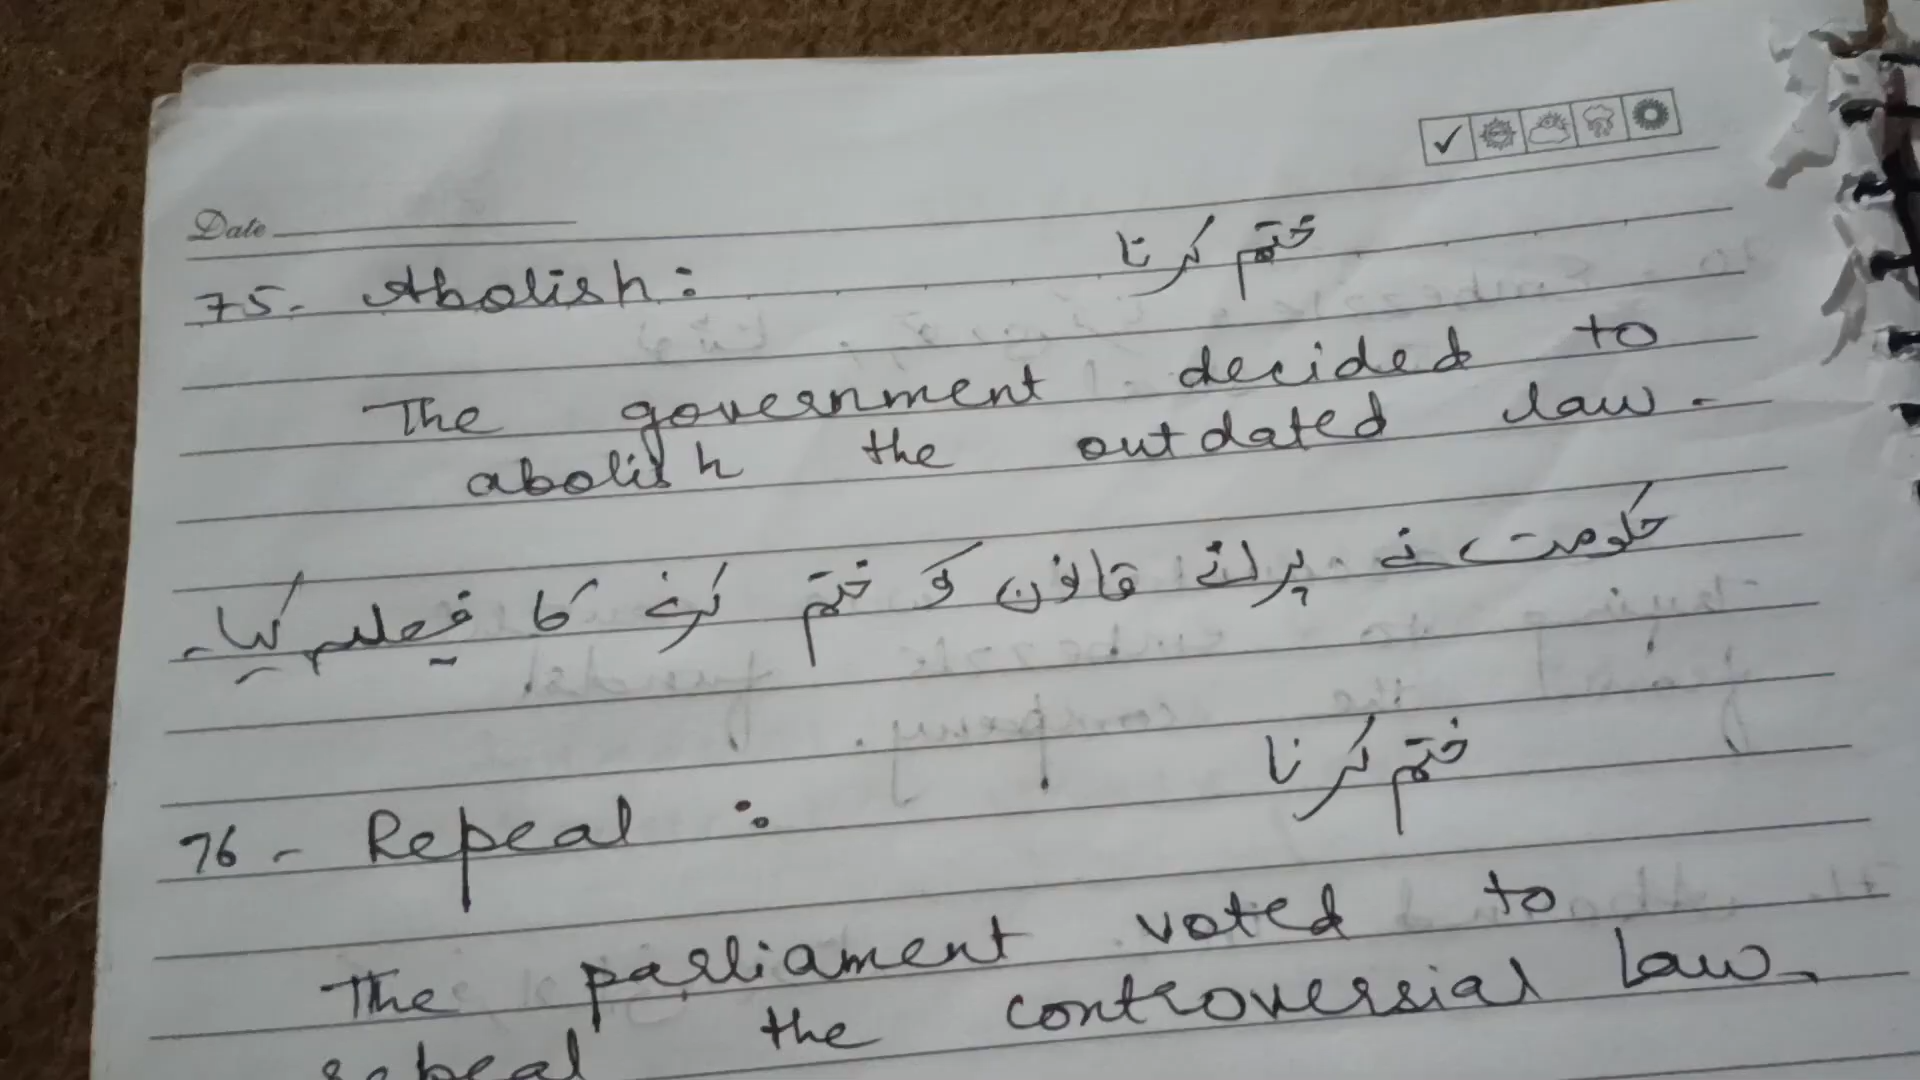 Date
75- Abolish: ختم کرنا
The government decided to
abolish the outdated law.
حکومت نے پرانے قانون کو ختم کرنے کا فیصلہ کیا۔
76- Repeal: ختم کرنا
The parliament voted to
repeal the controversial law.